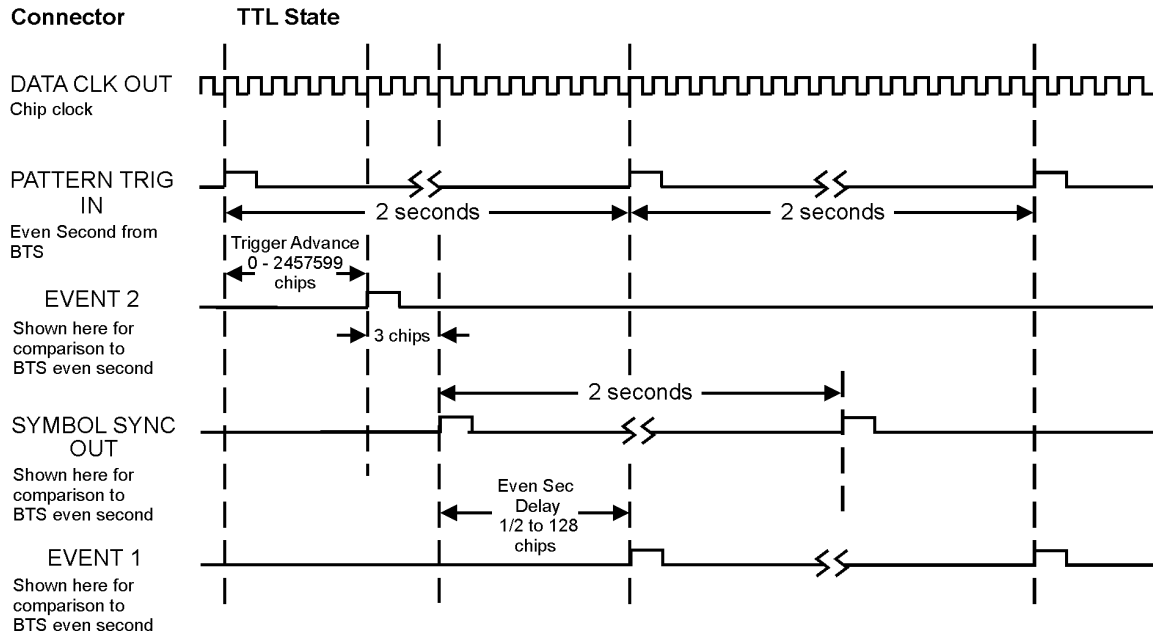 Connector TTL State
DATA CLK OUT
Chip clock
PATTERN TRIG
IN
Even Second from
BTS
2 seconds
2 seconds
Trigger Advance
0 - 2457599
chips
EVENT 2
Shown here for
comparison to
BTS even second
3 chips
2 seconds
SYMBOL SYNC
OUT
Shown here for
comparison to
BTS even second
Even Sec
Delay
1/2 to 128
chips
EVENT 1
Shown here for
comparison to
BTS even second